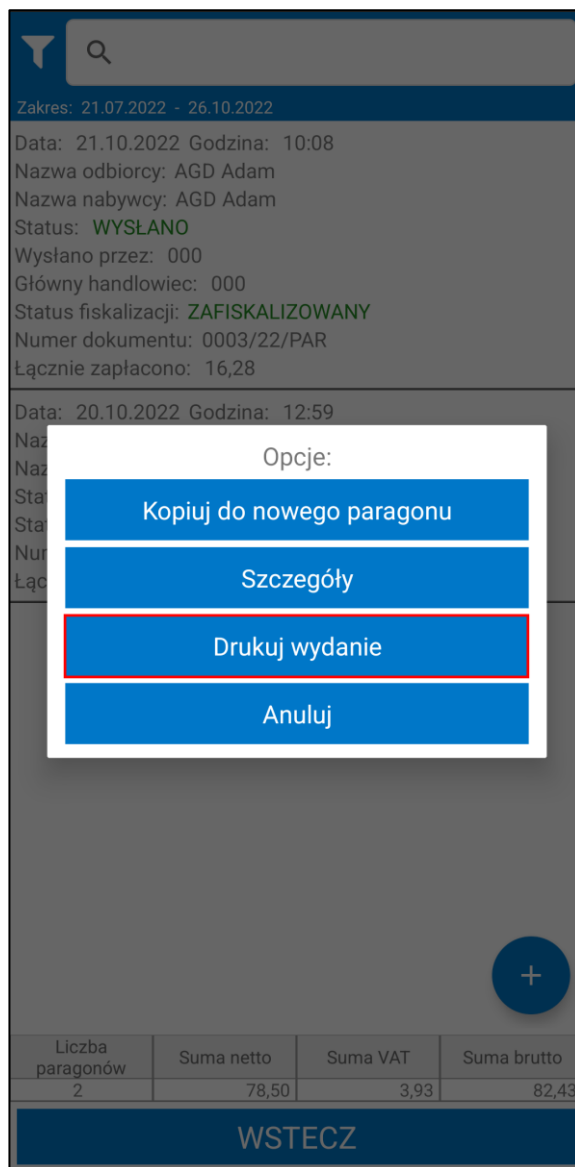 Zakres: 21.07.2022 - 26.10.2022
Data: 21.10.2022 Godzina: 10:08
Nazwa odbiorcy: AGD Adam
Nazwa nabywcy: AGD Adam
Status: WYSŁANO
Wysłano przez: 000
Główny handlowiec: 000
Status fiskalizacji: ZAFISKALIZOWANY
Numer dokumentu: 0003/22/PAR
Łącznie zapłacono: 16,28
Data: 20.10.2022 Godzina: 12:59
Opcje:
Kopiuj do nowego paragonu
Szczegóły
Drukuj wydanie
Anuluj
+
Liczba paragonów Suma netto Suma VAT Suma brutto
2 78,50 3,93 82,43
WSTECZ